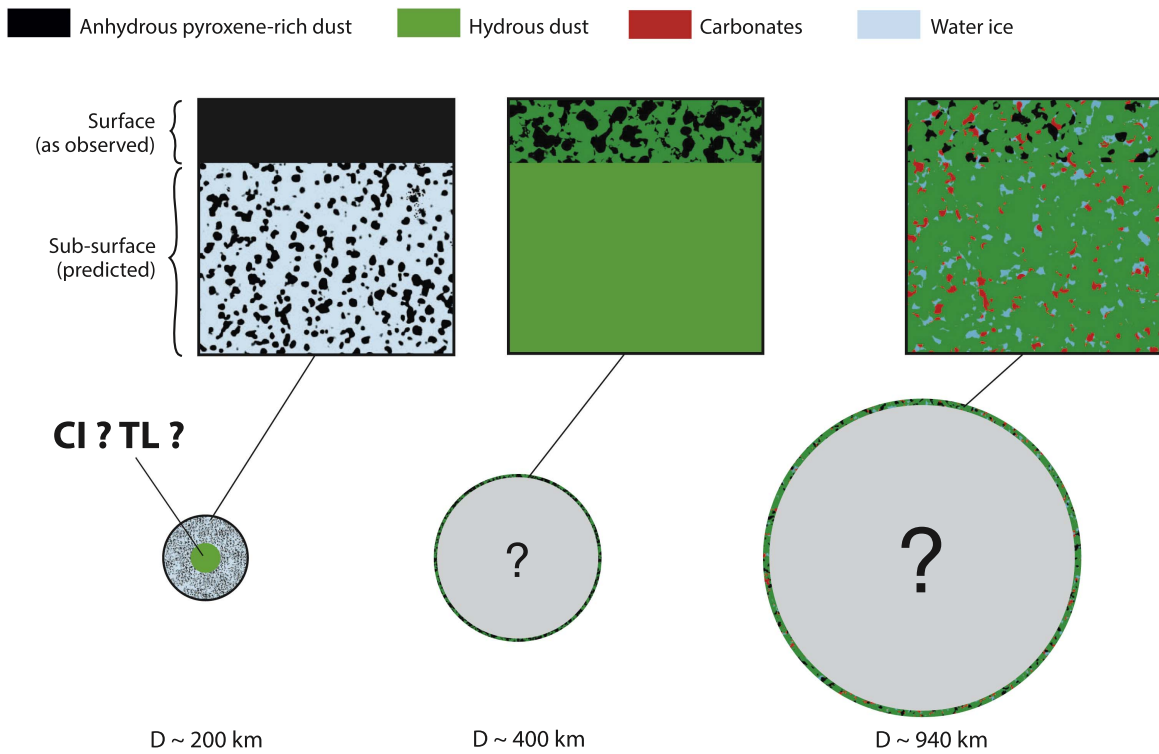 Anhydrous pyroxene-rich dust
Hydrous dust
Carbonates
Water ice
Surface
(as observed)
Sub-surface
(predicted)
CI ? TL ?
?
?
D ~ 200 km
D ~ 400 km
D ~ 940 km